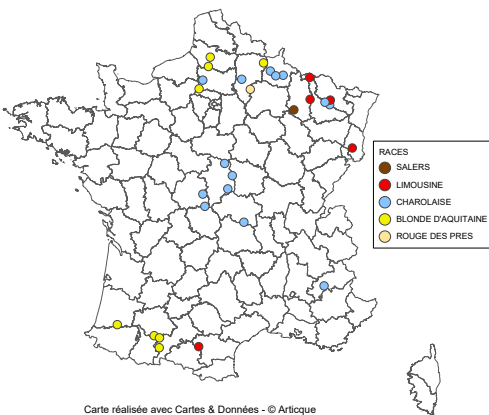 RACES
SALERS
LIMOUSINE
CHAROLAISE
BLONDE D'AQUITAINE
ROUGE DES PRES
Carte réalisée avec Cartes & Données - © Articque